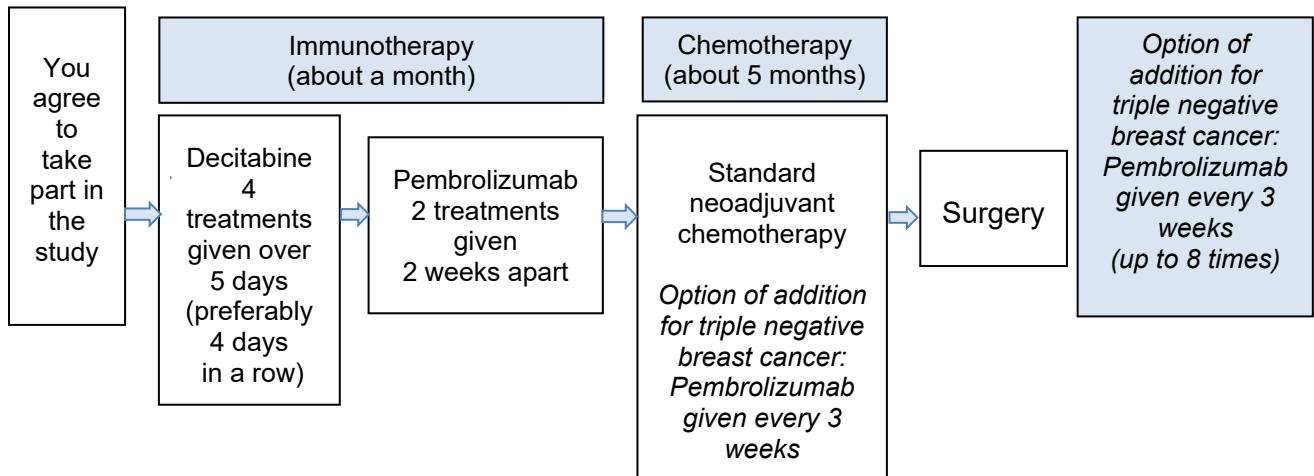 You
agree
to
take
part in
the
study
Immunotherapy
(about a month)
Decitabine
4
treatments
given over
5 days
(preferably
4 days
in a row)
Pembrolizumab
2 treatments
given
2 weeks apart
Chemotherapy
(about 5 months)
Standard
neoadjuvant
chemotherapy
Option of addition
for triple negative
breast cancer:
Pembrolizumab
given every 3
weeks
Surgery
Option of
addition for
triple negative
breast cancer:
Pembrolizumab
given every 3
weeks
(up to 8 times)